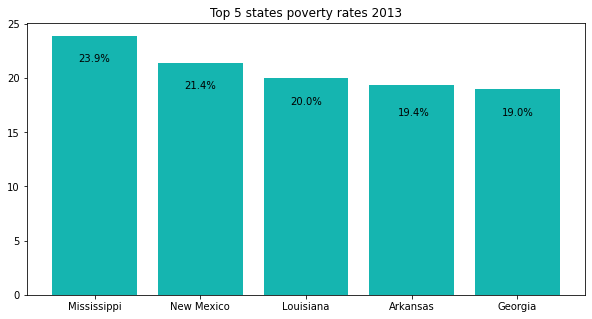 Top 5 states poverty rates 2013
25
20
15
10
5
0
23.9%
21.4%
20.0%
19.4%
19.0%
Mississippi
New Mexico
Louisiana
Arkansas
Georgia